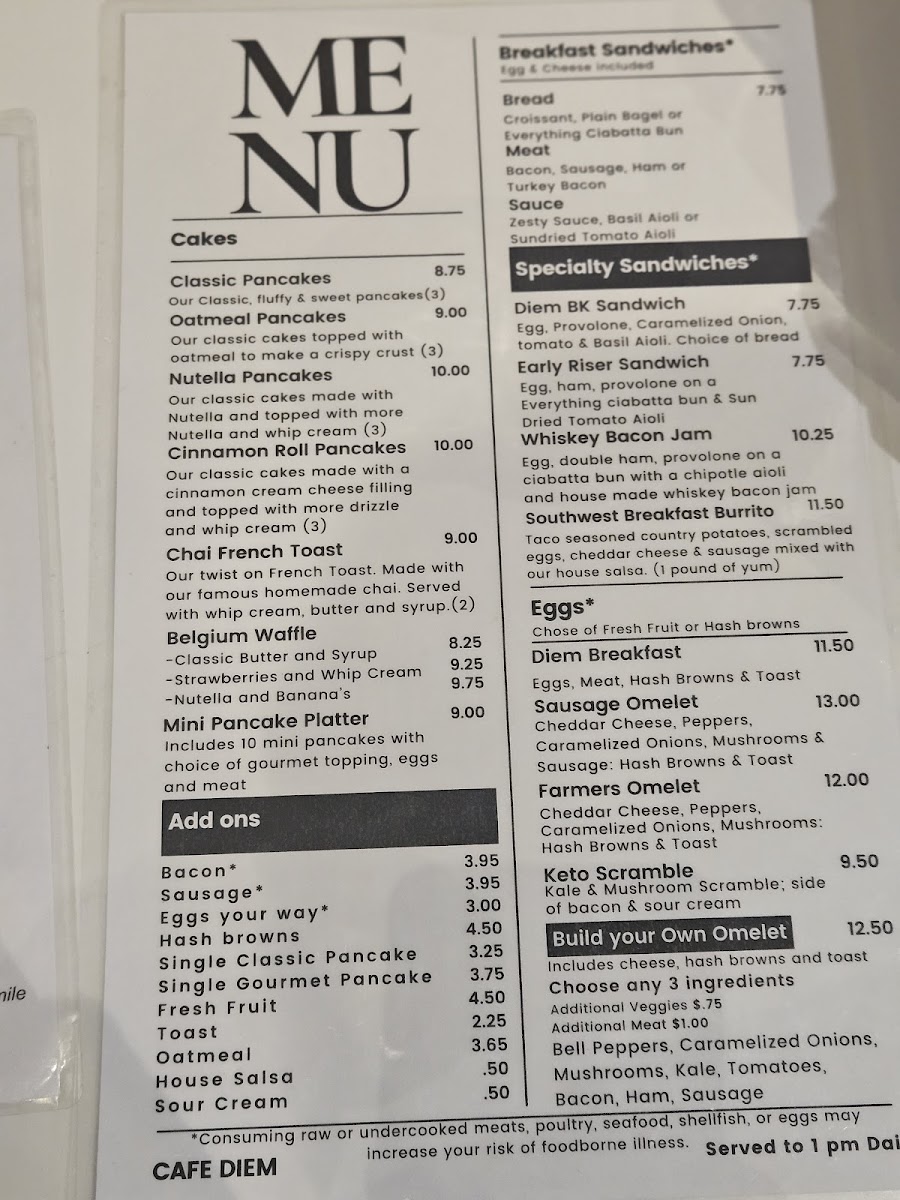 ME
NU
Cakes
Classic Pancakes 8.75
Our Classic, fluffy & sweet pancakes(3)
Oatmeal Pancakes 9.00
Our classic cakes topped with
oatmeal to make a crispy crust (3)
Nutella Pancakes 10.00
Our classic cakes made with
Nutella and topped with more
Nutella and whip cream (3)
Cinnamon Roll Pancakes 10.00
Our classic cakes made with a
cinnamon cream cheese filling
and topped with more drizzle
and whip cream (3)
Chai French Toast 9.00
Our twist on French Toast. Made with
our famous homemade chai. Served
with whip cream, butter and syrup.(2)
Belgium Waffle
-Classic Butter and Syrup 8.25
-Strawberries and Whip Cream 9.25
-Nutella and Banana's 9.75
Mini Pancake Platter 9.00
Includes 10 mini pancakes with
choice of gourmet topping, eggs
and meat
Add ons
Bacon* 3.95
Sausage* 3.95
Eggs your way* 3.00
Hash browns 4.50
Single Classic Pancake 3.25
Single Gourmet Pancake 3.75
Fresh Fruit 4.50
Toast 2.25
Oatmeal 3.65
House Salsa .50
Sour Cream .50
Breakfast Sandwiches*
Egg & Cheese included
Bread 7.75
Croissant, Plain Bagel or
Everything Ciabatta Bun
Meat
Bacon, Sausage, Ham or
Turkey Bacon
Sauce
Zesty Sauce, Basil Aioli or
Sundried Tomato Aioli
Specialty Sandwiches*
Diem BK Sandwich 7.75
Egg, Provolone, Caramelized Onion,
tomato & Basil Aioli. Choice of bread
Early Riser Sandwich 7.75
Egg, ham, provolone on a
Everything ciabatta bun & Sun
Dried Tomato Aioli
Whiskey Bacon Jam 10.25
Egg, double ham, provolone on a
ciabatta bun with a chipotle aioli
and house made whiskey bacon jam
Southwest Breakfast Burrito 11.50
Taco seasoned country potatoes, scrambled
eggs, cheddar cheese & sausage mixed with
our house salsa. (1 pound of yum)
Eggs*
Chose of Fresh Fruit or Hash browns
Diem Breakfast 11.50
Eggs, Meat, Hash Browns & Toast
Sausage Omelet 13.00
Cheddar Cheese, Peppers,
Caramelized Onions, Mushrooms &
Sausage: Hash Browns & Toast
Farmers Omelet 12.00
Cheddar Cheese, Peppers,
Caramelized Onions, Mushrooms:
Hash Browns & Toast
Keto Scramble 9.50
Kale & Mushroom Scramble; side
of bacon & sour cream
Build your Own Omelet 12.50
Includes cheese, hash browns and toast
Choose any 3 ingredients
Additional Veggies $.75
Additional Meat $1.00
Bell Peppers, Caramelized Onions,
Mushrooms, Kale, Tomatoes,
Bacon, Ham, Sausage
*Consuming raw or undercooked meats, poultry, seafood, shellfish, or eggs may
increase your risk of foodborne illness.
CAFE DIEM
Served to 1 pm Dai